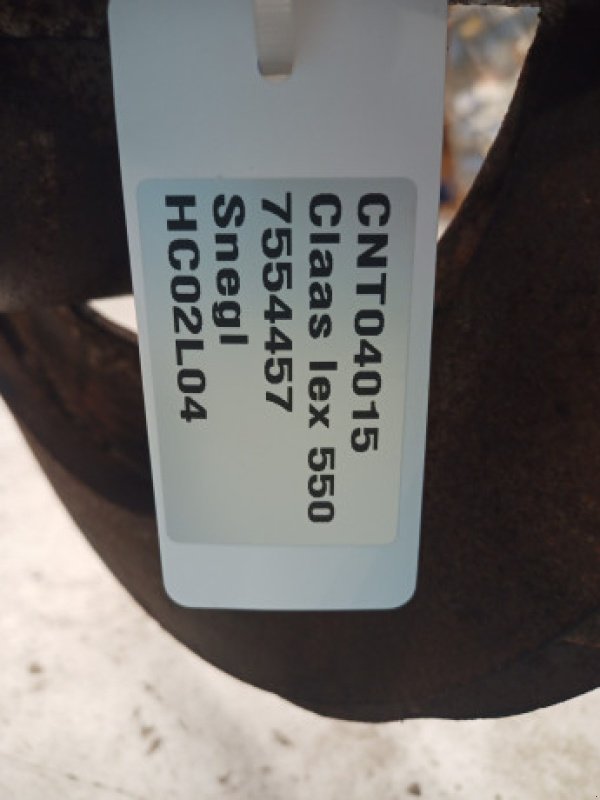 CNT04015
Claas lex 550
7554457
Snegl
HC02L04